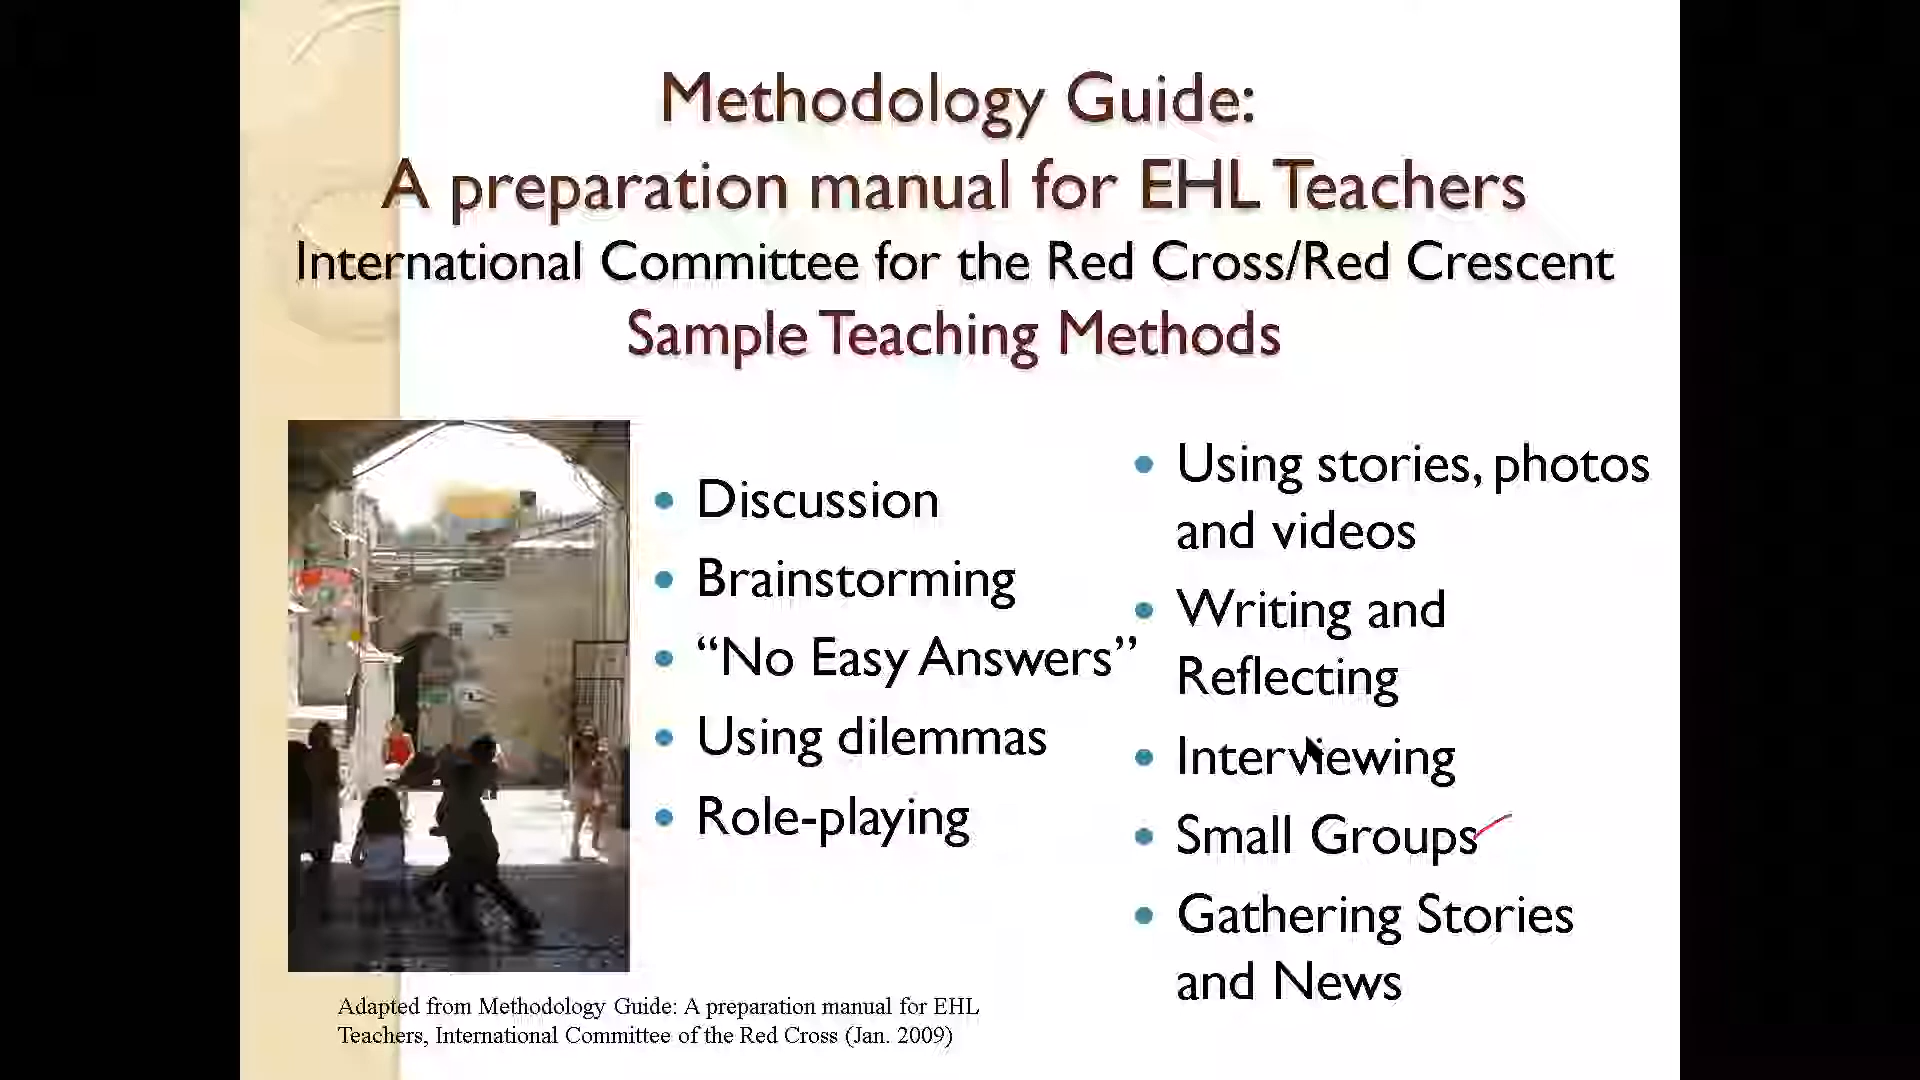 Methodology Guide:
A preparation manual for EHL Teachers
International Committee for the Red Cross/Red Crescent
Sample Teaching Methods
• Discussion
• Brainstorming
• “No Easy Answers”
• Using dilemmas
• Role-playing
• Using stories, photos
and videos
• Writing and
Reflecting
• Interviewing
• Small Groups
• Gathering Stories
and News
Adapted from Methodology Guide: A preparation manual for EHL
Teachers, International Committee of the Red Cross (Jan. 2009)